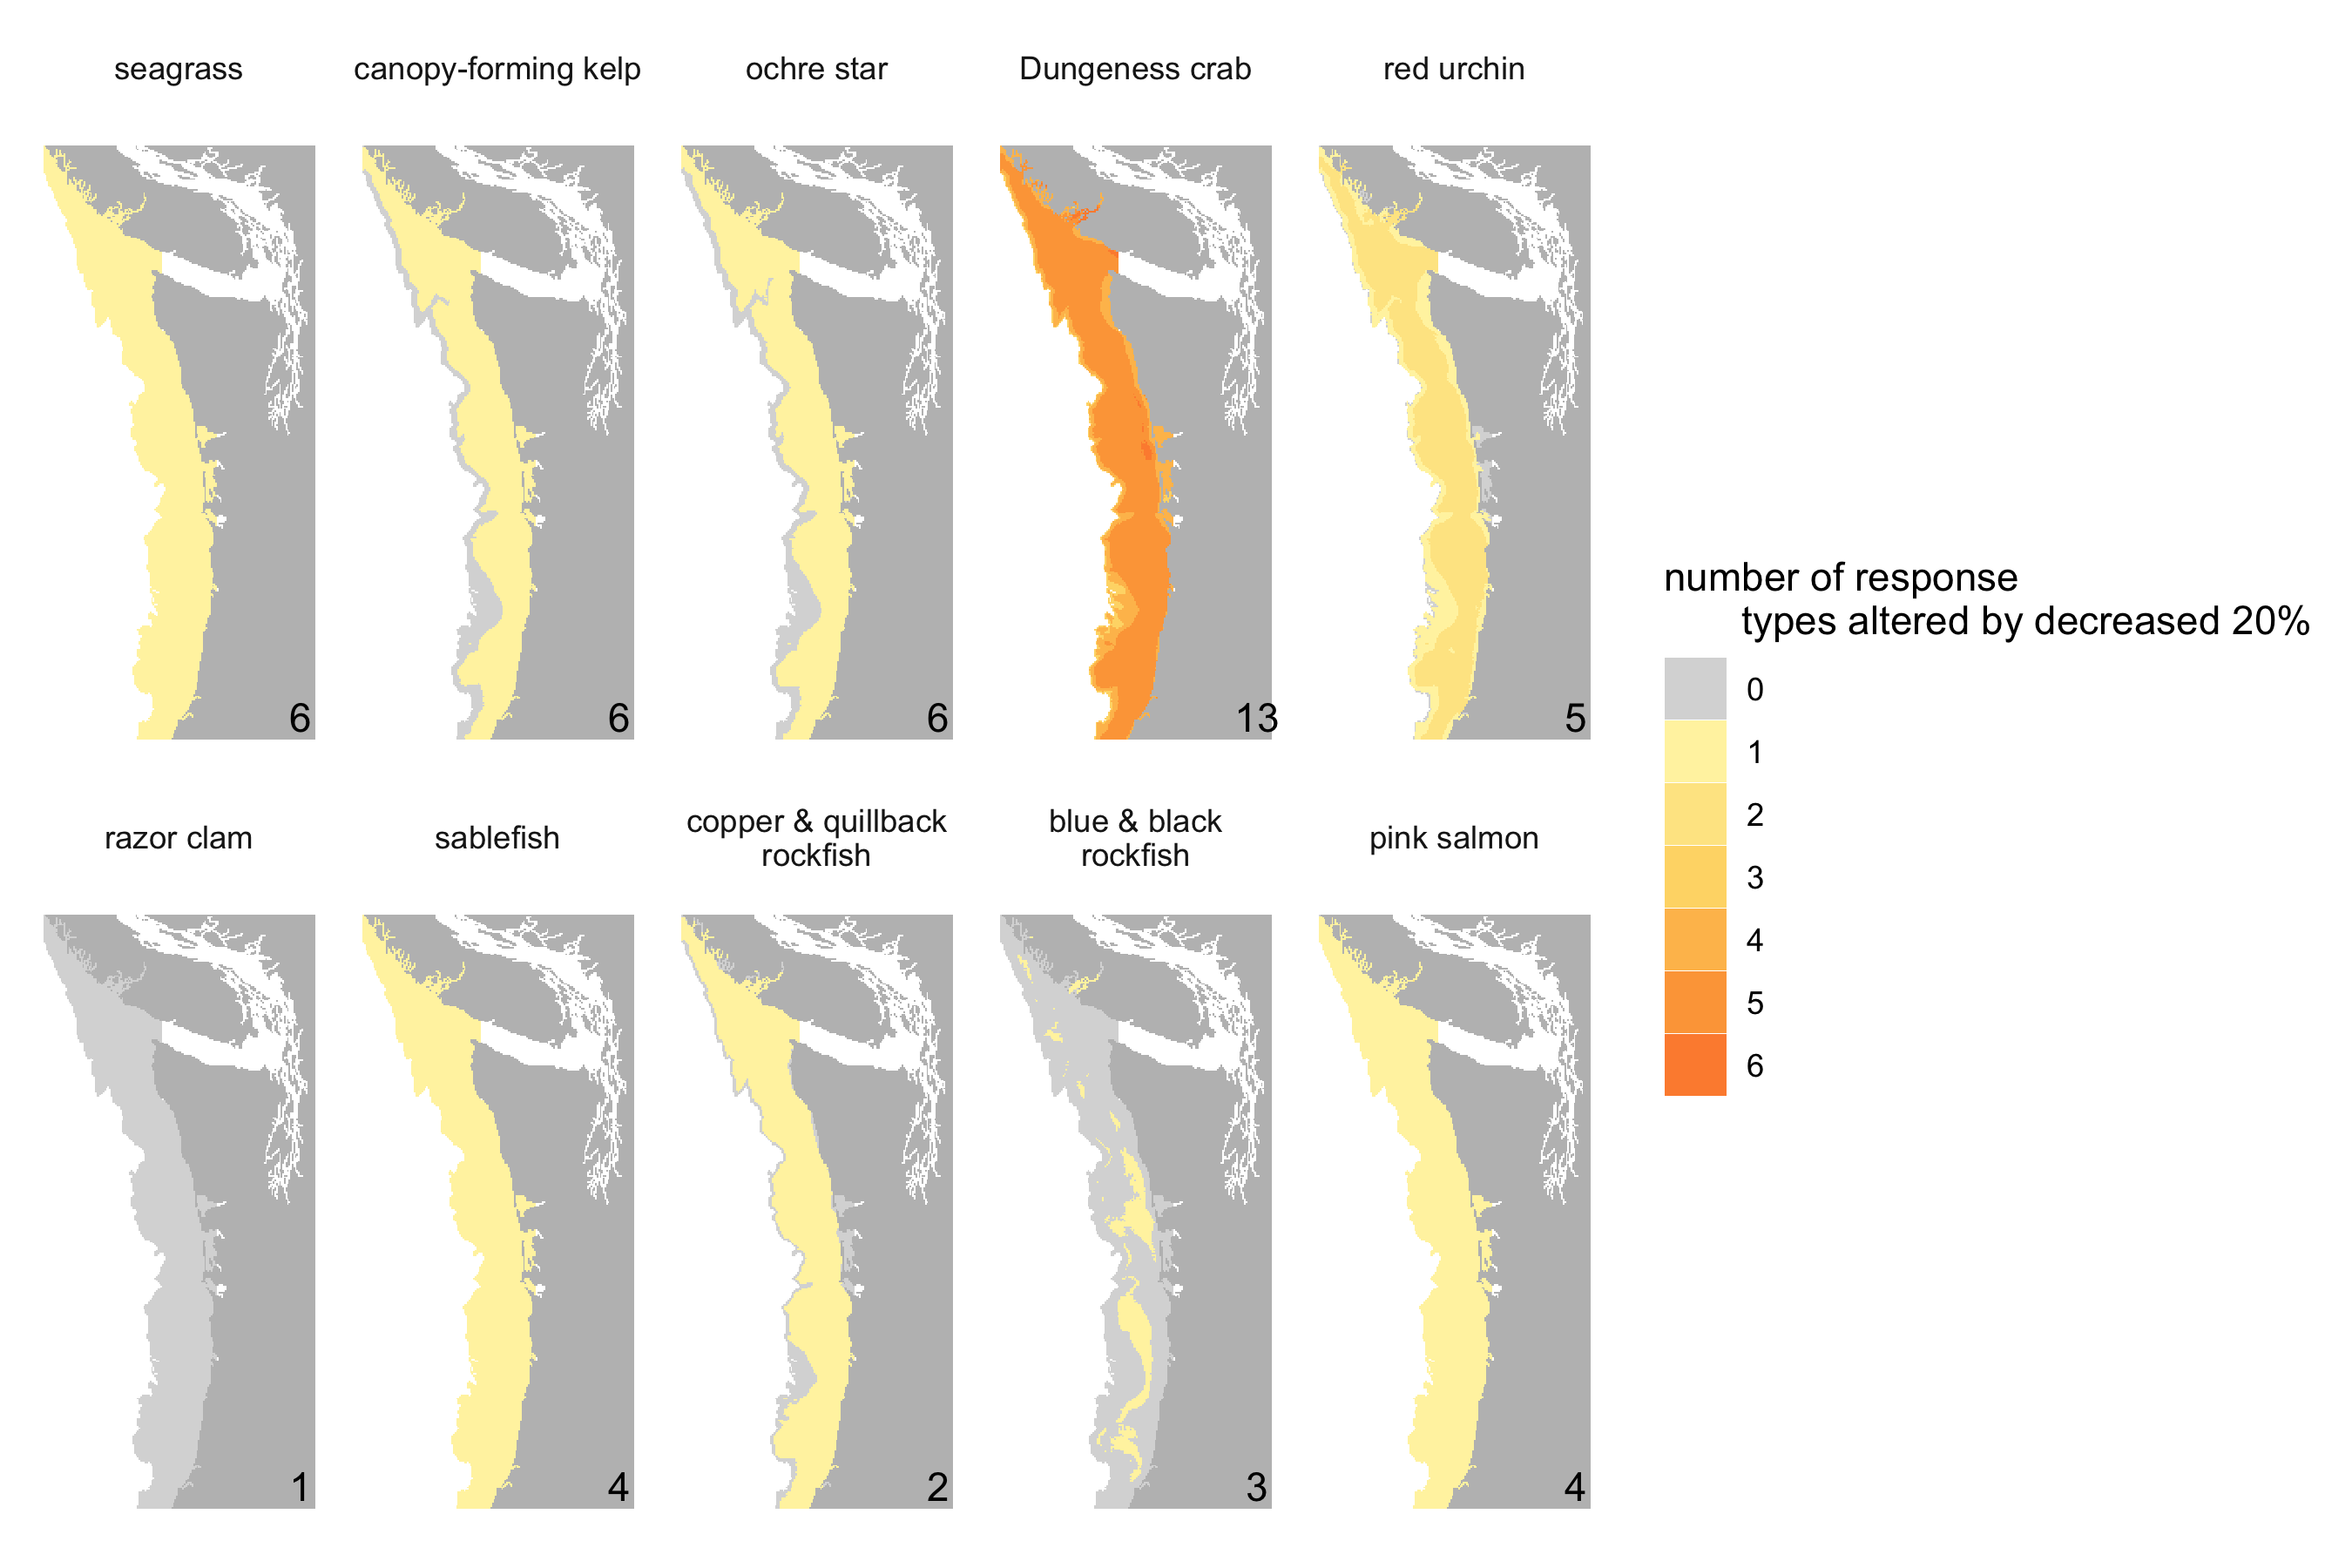 seagrass
canopy-forming kelp
ochre star
Dungeness crab
red urchin
6
6
6
13
5
razor clam
sablefish
copper & quillback
rockfish
blue & black
rockfish
pink salmon
1
4
2
3
4
number of response
types altered by decreased 20%
0
1
2
3
4
5
6